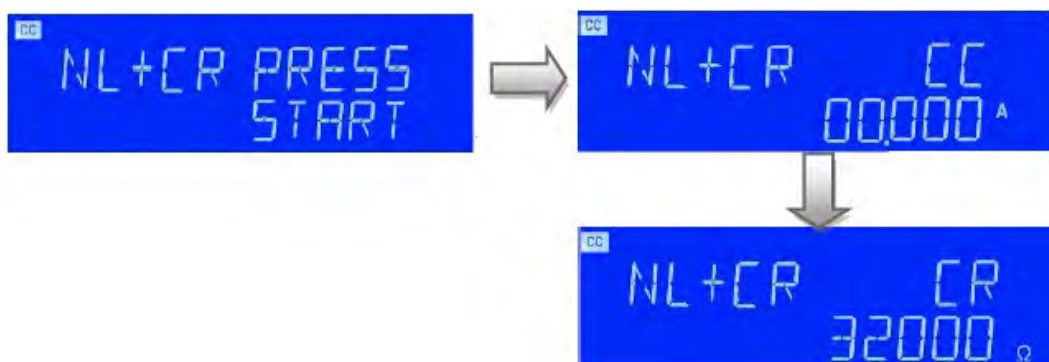 CC
NL+CR PRESS
START
CC
NL+CR CC
00.000 A
CC
NL+CR CR
32000 Ω